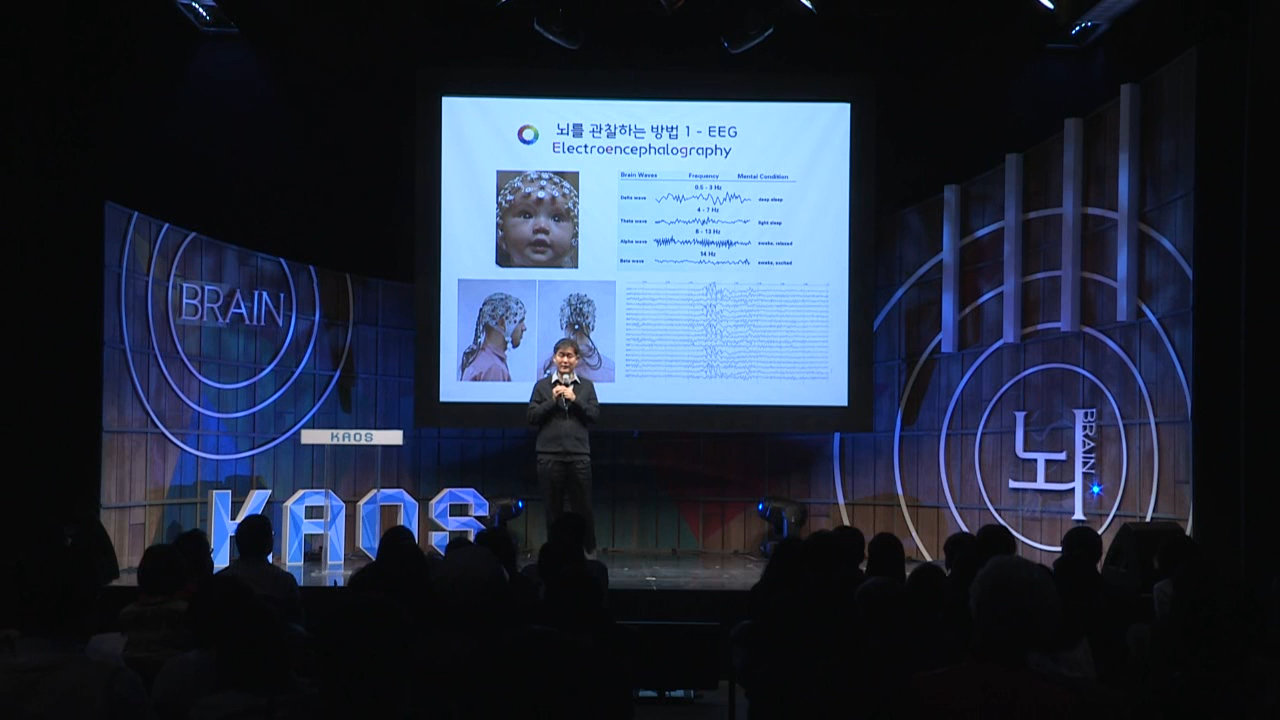 뇌를 관찰하는 방법 1 - EEG
Electroencephalography
Brain Waves Frequency Mental Condition
0.5 - 3 Hz
Delta wave deep sleep
4 - 7 Hz
Theta wave light sleep
8 - 13 Hz
Alpha wave awake, relaxed
14 Hz
Beta wave awake, excited
BRAIN
KAOS
KAOS
뇌
BRAIN